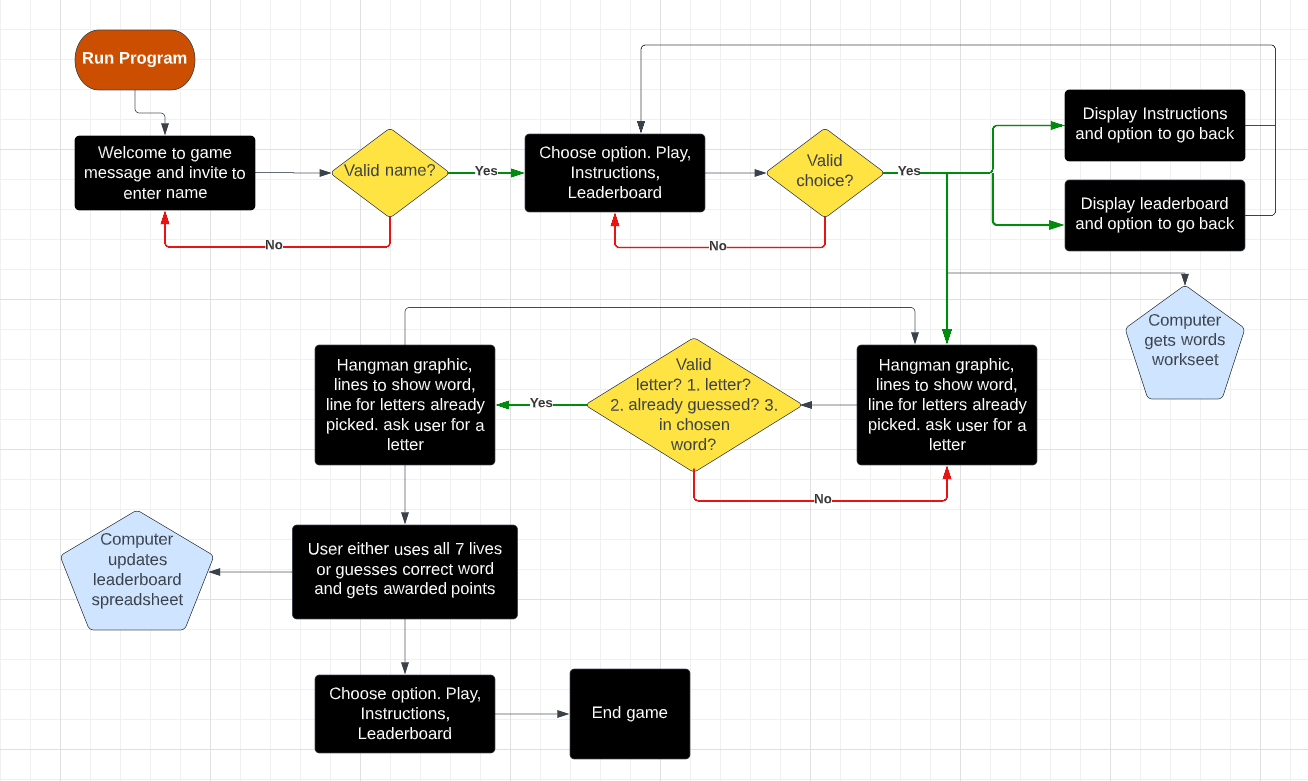 Run Program
Welcome to game
message and invite to
enter name
Valid name?
Yes
No
Choose option. Play,
Instructions,
Leaderboard
Valid
choice?
Yes
No
Display Instructions
and option to go back
Display leaderboard
and option to go back
Computer
gets words
workseet
Hangman graphic,
lines to show word,
line for letters already
picked. ask user for a
letter
Valid
letter? 1. letter?
2. already guessed? 3.
in chosen
word?
Yes
No
Hangman graphic,
lines to show word,
line for letters already
picked. ask user for a
letter
User either uses all 7 lives
or guesses correct word
and gets awarded points
Computer
updates
leaderboard
spreadsheet
Choose option. Play,
Instructions,
Leaderboard
End game